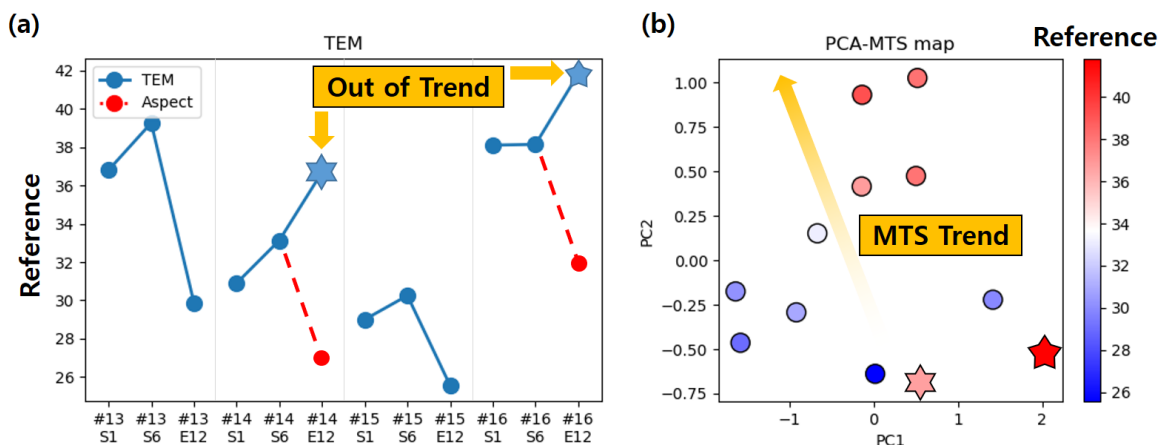 (a)
TEM
Reference
42
40
38
36
34
32
30
28
26
TEM
Aspect
Out of Trend
#13 #13 #13 #14 #14 #14 #15 #15 #15 #16 #16 #16
S1 S6 E12 S1 S6 E12 S1 S6 E12 S1 S6 E12
(b)
PCA-MTS map
Reference
PC2
1.00
0.75
0.50
0.25
0.00
−0.25
−0.50
−0.75
MTS Trend
−1 0 1 2
PC1
40
38
36
34
32
30
28
26